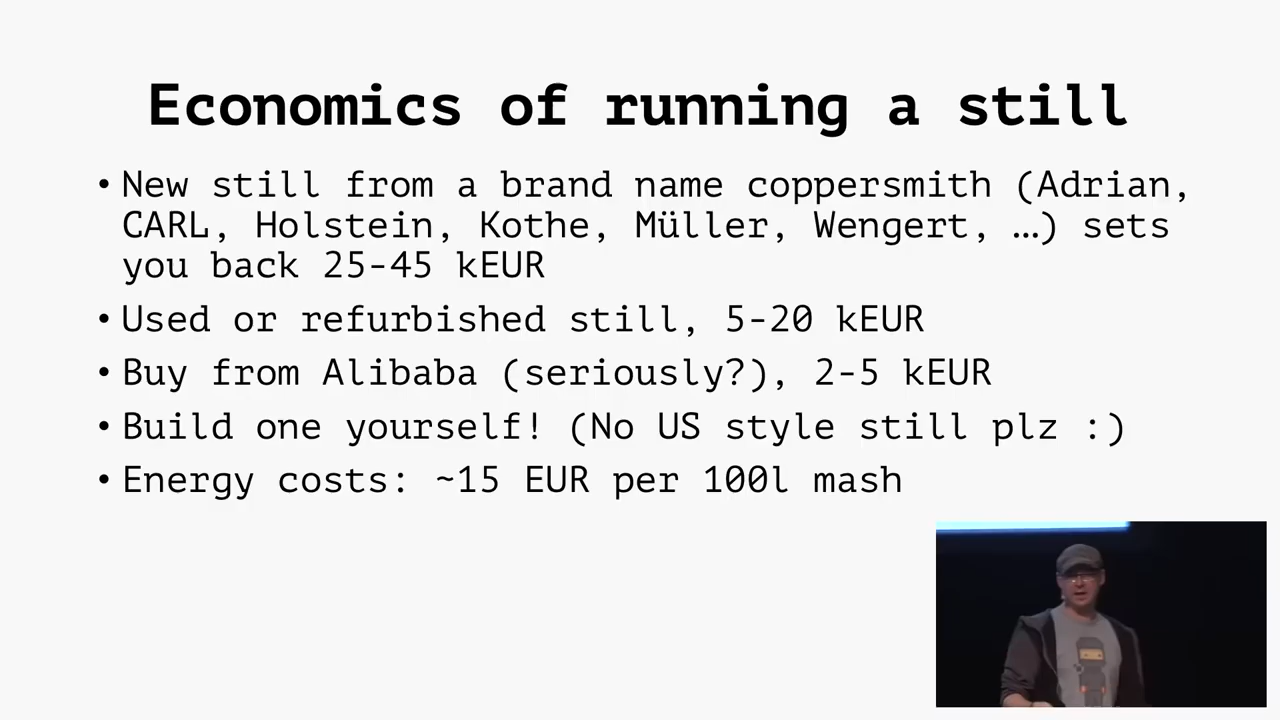 Economics of running a still
• New still from a brand name coppersmith (Adrian,
CARL, Holstein, Kothe, Müller, Wengert, …) sets
you back 25-45 kEUR
• Used or refurbished still, 5-20 kEUR
• Buy from Alibaba (seriously?), 2-5 kEUR
• Build one yourself! (No US style still plz :)
• Energy costs: ~15 EUR per 100l mash